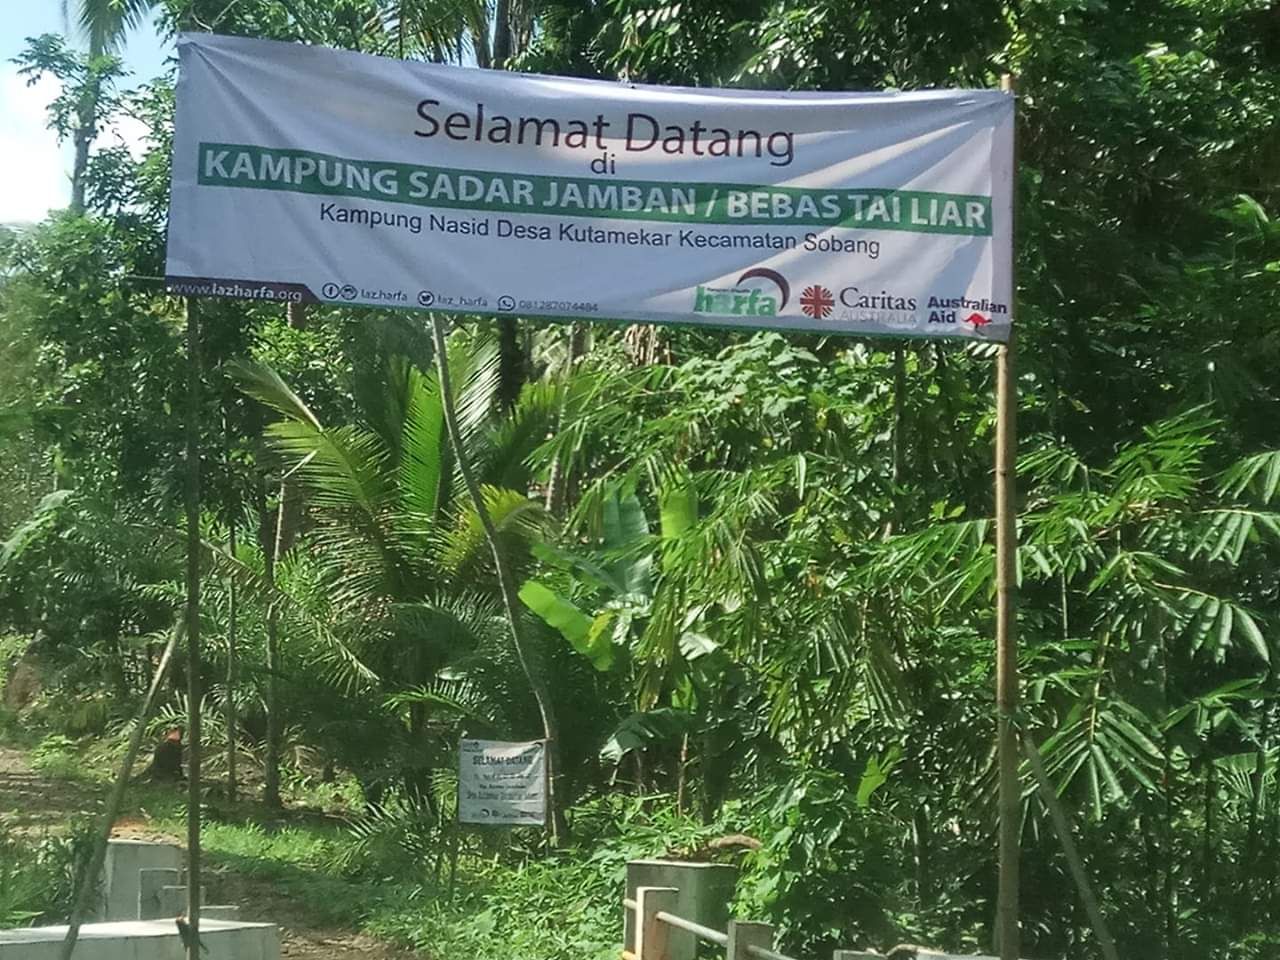 Selamat Datang
di
KAMPUNG SADAR JAMBAN / BEBAS TAI LIAR
Kampung Nasid Desa Kutamekar Kecamatan Sobang
www.lazharfa.org laz.harfa laz_harfa 081287074484
harfa Caritas AUSTRALIA Australian Aid
SELAMAT DATANG